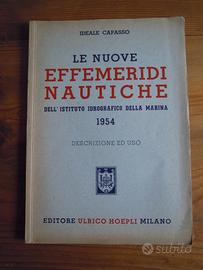 IDEALE CAPASSO
LE NUOVE
EFFEMERIDI
NAUTICHE
DELL'ISTITUTO IDROGRAFICO DELLA MARINA
1954
DESCRIZIONE ED USO
EDITORE ULRICO HOEPLI MILANO
subito